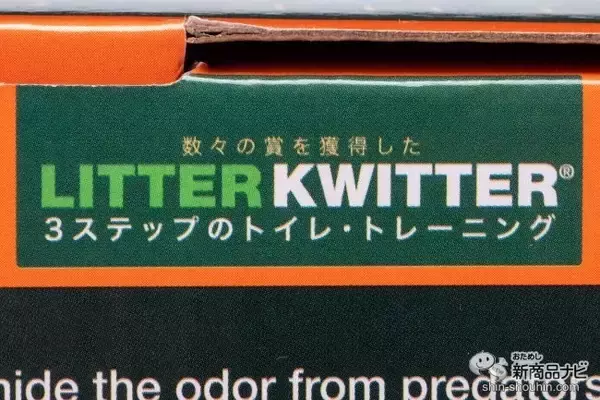 数々の賞を獲得した
LITTER KWITTER®
3ステップのトイレ・トレーニング
hide the odor from predators
おためし
新商品ナビ
shin-shouhin.com